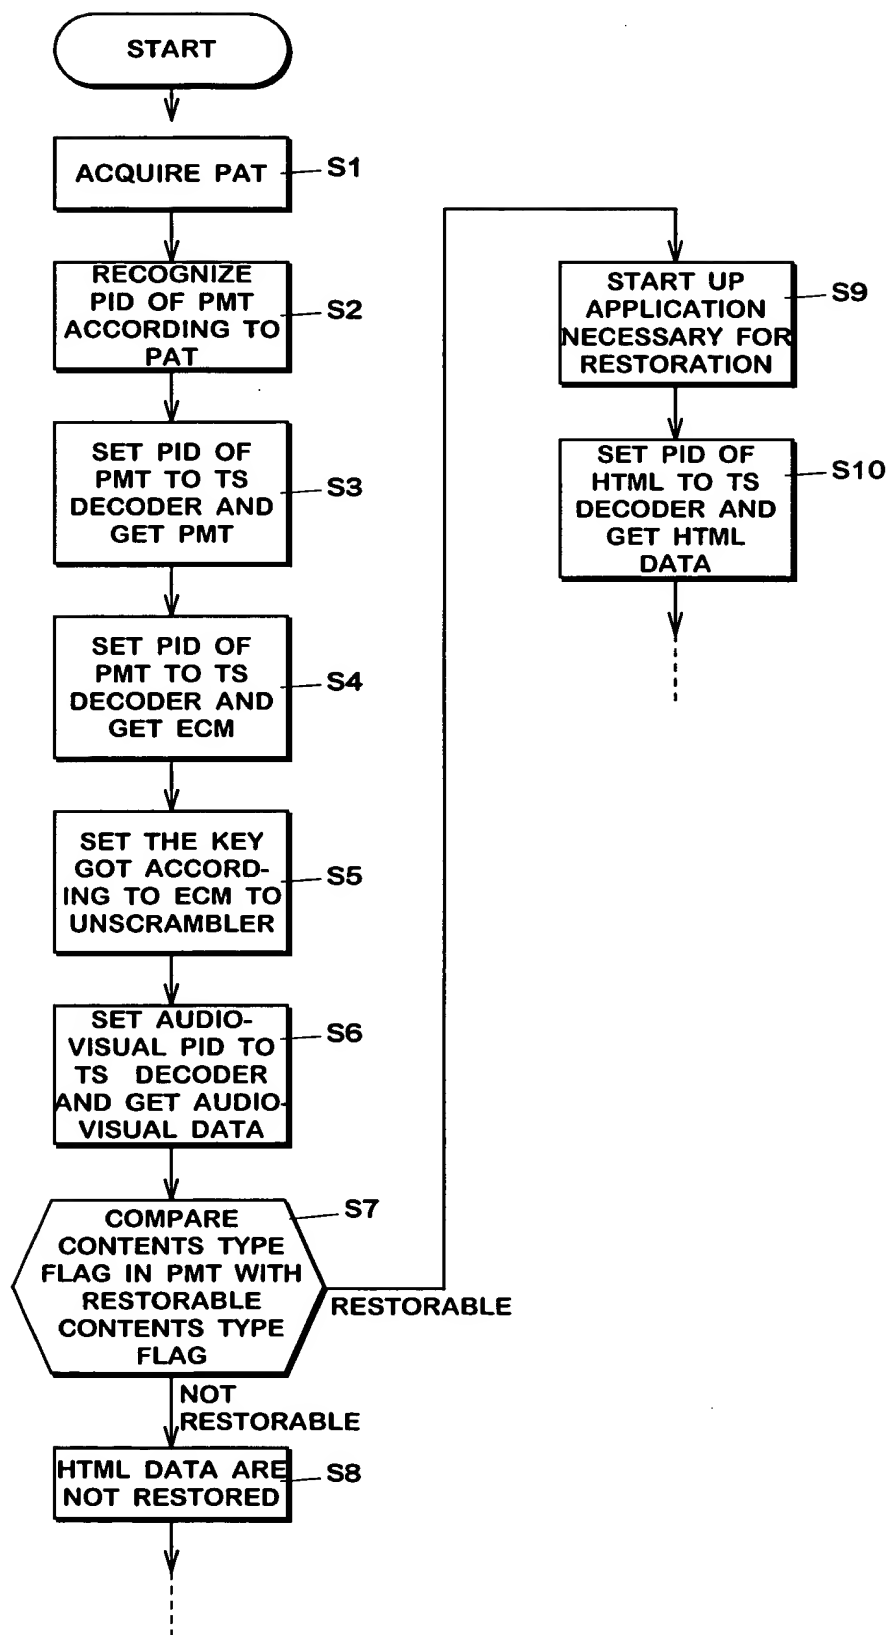 START
ACQUIRE PAT
S1
RECOGNIZE
PID OF PMT
ACCORDING TO
PAT
S2
SET PID OF
PMT TO TS
DECODER AND
GET PMT
S3
SET PID OF
PMT TO TS
DECODER AND
GET ECM
S4
SET THE KEY
GOT ACCORD-
ING TO ECM TO
UNSCRAMBLER
S5
SET AUDIO-
VISUAL PID TO
TS DECODER
AND GET AUDIO-
VISUAL DATA
S6
COMPARE
CONTENTS TYPE
FLAG IN PMT WITH
RESTORABLE
CONTENTS TYPE
FLAG
S7
RESTORABLE
NOT
RESTORABLE
HTML DATA ARE
NOT RESTORED
S8
START UP
APPLICATION
NECESSARY FOR
RESTORATION
S9
SET PID OF
HTML TO TS
DECODER AND
GET HTML
DATA
S10